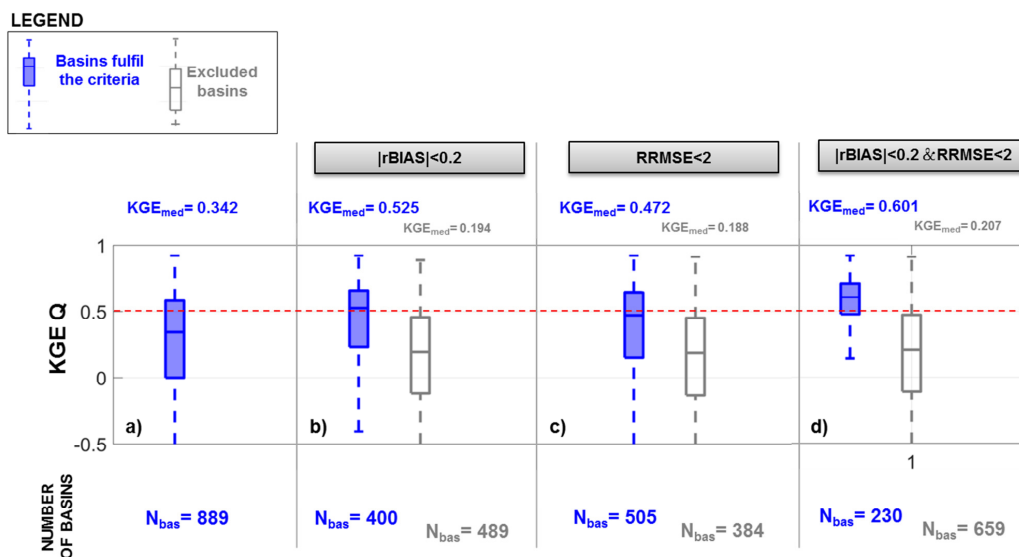 LEGEND
Basins fulfil
the criteria
Excluded
basins
|rBIAS|<0.2
RRMSE<2
|rBIAS|<0.2 & RRMSE<2
KGEmed= 0.342
KGEmed= 0.525
KGEmed= 0.194
KGEmed= 0.472
KGEmed= 0.188
KGEmed= 0.601
KGEmed= 0.207
KGE Q
1
0.5
0
-0.5
a)
b)
c)
d)
1
NUMBER
OF BASINS
Nbas= 889
Nbas= 400
Nbas= 489
Nbas= 505
Nbas= 384
Nbas= 230
Nbas= 659